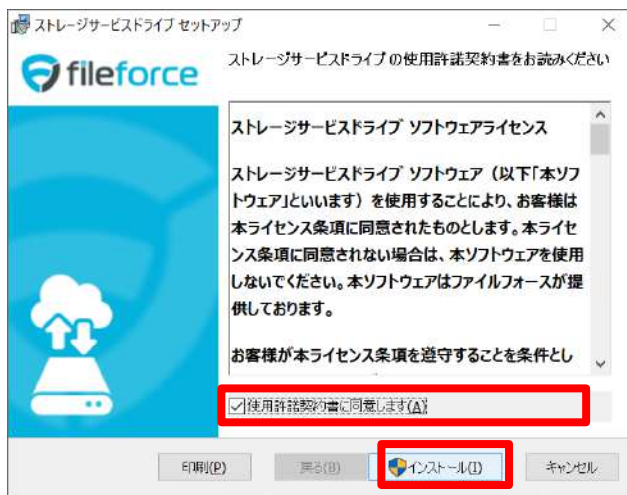 ストレージサービスドライブ セットアップ
fileforce
ストレージサービスドライブ の使用許諾契約書をお読みください
ストレージサービスドライブ ソフトウェアライセンス
ストレージサービスドライブ ソフトウェア（以下「本ソフ
トウェア」といいます）を使用することにより、お客様は
本ライセンス条項に同意されたものとします。本ライセ
ンス条項に同意されない場合は、本ソフトウェアを使用
しないでください。本ソフトウェアはファイルフォースが提
供しております。
お客様が本ライセンス条項を遵守することを条件とし
使用許諾契約書に同意します(A)
印刷(P)
戻る(B)
インストール(I)
キャンセル